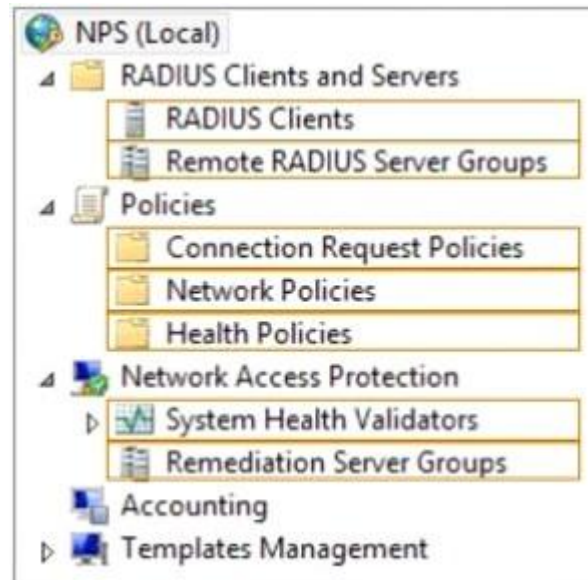 NPS (Local)
RADIUS Clients and Servers
RADIUS Clients
Remote RADIUS Server Groups
Policies
Connection Request Policies
Network Policies
Health Policies
Network Access Protection
System Health Validators
Remediation Server Groups
Accounting
Templates Management